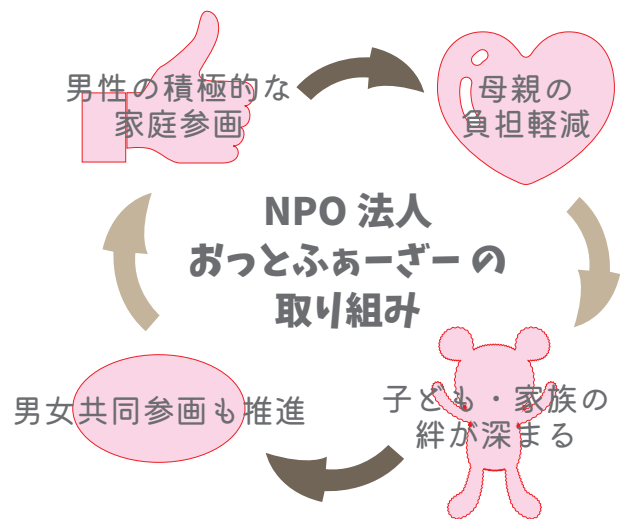 男性の積極的な
家庭参画
母親の
負担軽減
NPO 法人
おっとふぁーざー の
取り組み
子ども・家族の
絆が深まる
男女共同参画も推進